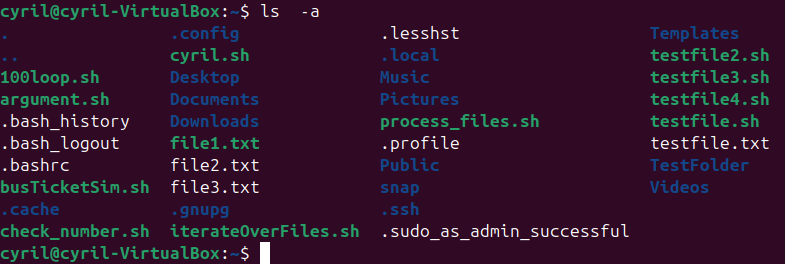 cyril@cyril-VirtualBox:~$ ls  -a
.                .config             .lesshst                    Templates
..               cyril.sh            .local                      testfile2.sh
100loop.sh       Desktop             Music                       testfile3.sh
argument.sh      Documents           Pictures                    testfile4.sh
.bash_history    Downloads           process_files.sh            testfile.sh
.bash_logout     file1.txt           .profile                    testfile.txt
.bashrc          file2.txt           Public                      TestFolder
busTicketSim.sh  file3.txt           snap                        Videos
.cache           .gnupg              .ssh
check_number.sh  iterateOverFiles.sh .sudo_as_admin_successful
cyril@cyril-VirtualBox:~$